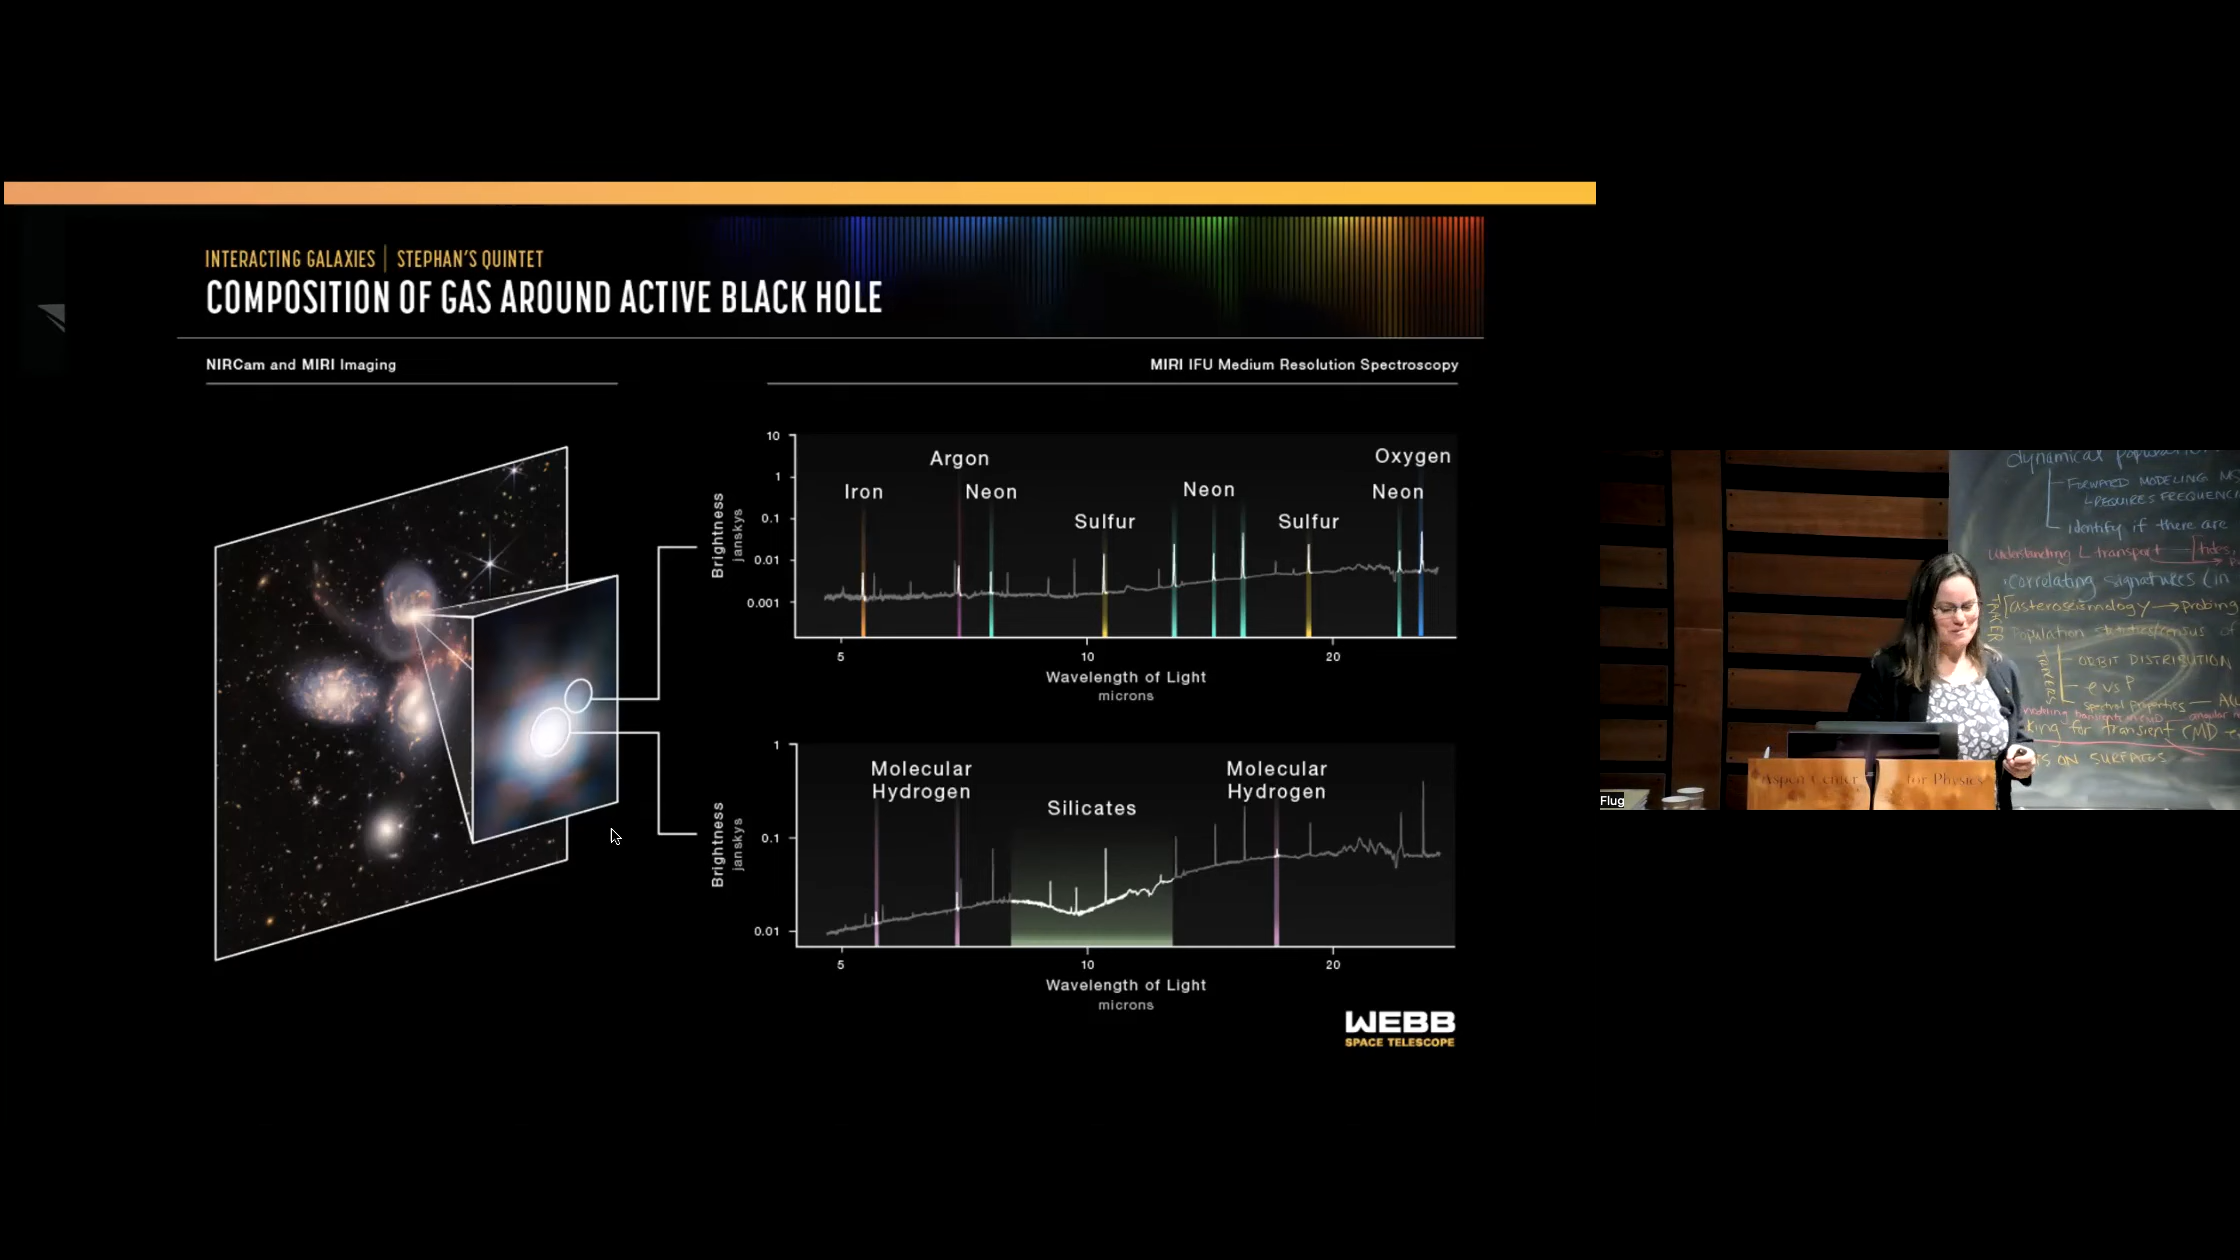 INTERACTING GALAXIES | STEPHAN'S QUINTET
COMPOSITION OF GAS AROUND ACTIVE BLACK HOLE
NIRCam and MIRI Imaging
MIRI IFU Medium Resolution Spectroscopy
Brightness
janskys
10
1
0.1
0.01
0.001
Iron
Argon
Neon
Sulfur
Neon
Sulfur
Oxygen
Neon
5
10
20
Wavelength of Light
microns
Brightness
janskys
1
0.1
0.01
Molecular
Hydrogen
Silicates
Molecular
Hydrogen
5
10
20
Wavelength of Light
microns
WEBB
SPACE TELESCOPE
dynamical
FORWARD MODELING
REQUIRES
identify if there are
understanding L transport [tides,
correlating signatures (in
asteroseismology → probing
Population of
ORBIT DISTRIBUTION
e vs P
Spectral Properties
for transient CMD
ON SURFACES
Aspen Center for Physics
Flug